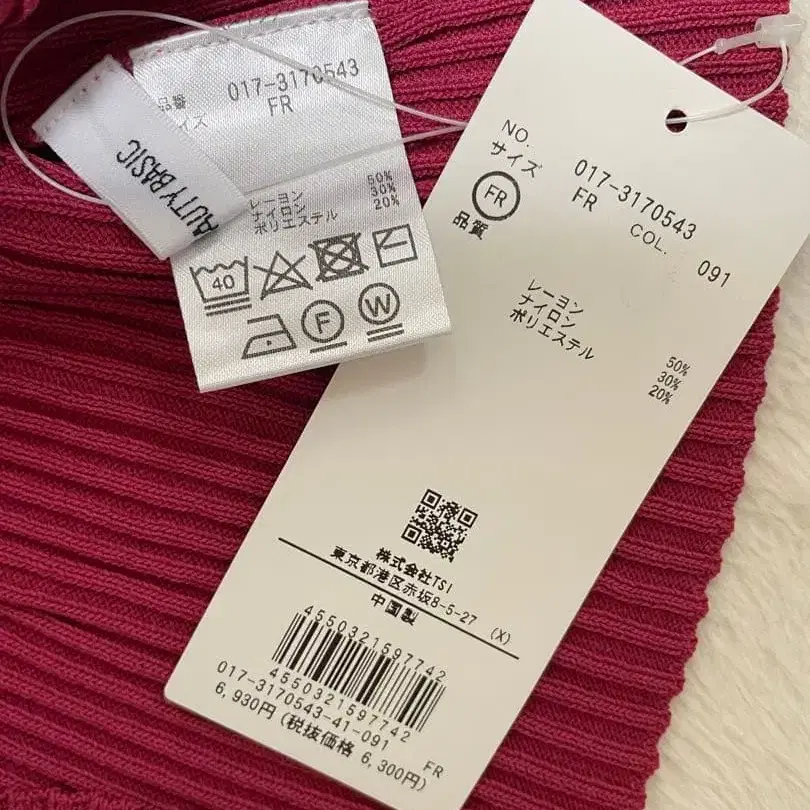 017-3170543
品番
FR
イズ
AUTYBASIC
レーヨン 50%
ナイロン 30%
ポリエステル 20%
40
F
W
NO. 017-3170543
サイズ FR
COL. 091
FR
品質
レーヨン 50%
ナイロン 30%
ポリエステル 20%
株式会社TSI
東京都港区赤坂8-5-27 (X)
中国製
4550321597742
4550321597742
017-3170543-41-091 FR
6,930円 (税抜価格 6,300円)